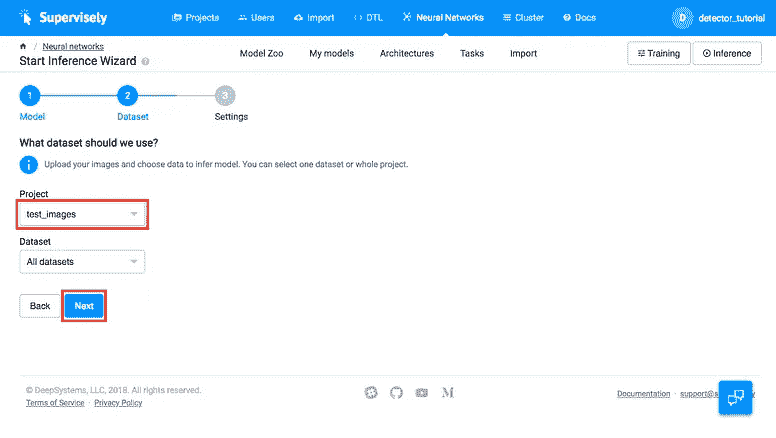 Supervisely
Projects Users Import DTL Neural Networks Cluster Docs D detector_tutorial
/ Neural networks
Start Inference Wizard ?
Model Zoo My models Architectures Tasks Import Training Inference
1 2 3
Model Dataset Settings
What dataset should we use?
i Upload your images and choose data to infer model. You can select one dataset or whole project.
Project
test_images
Dataset
All datasets
Back Next
© DeepSystems, LLC, 2018. All rights reserved.
Terms of Service · Privacy Policy
Documentation · support@s